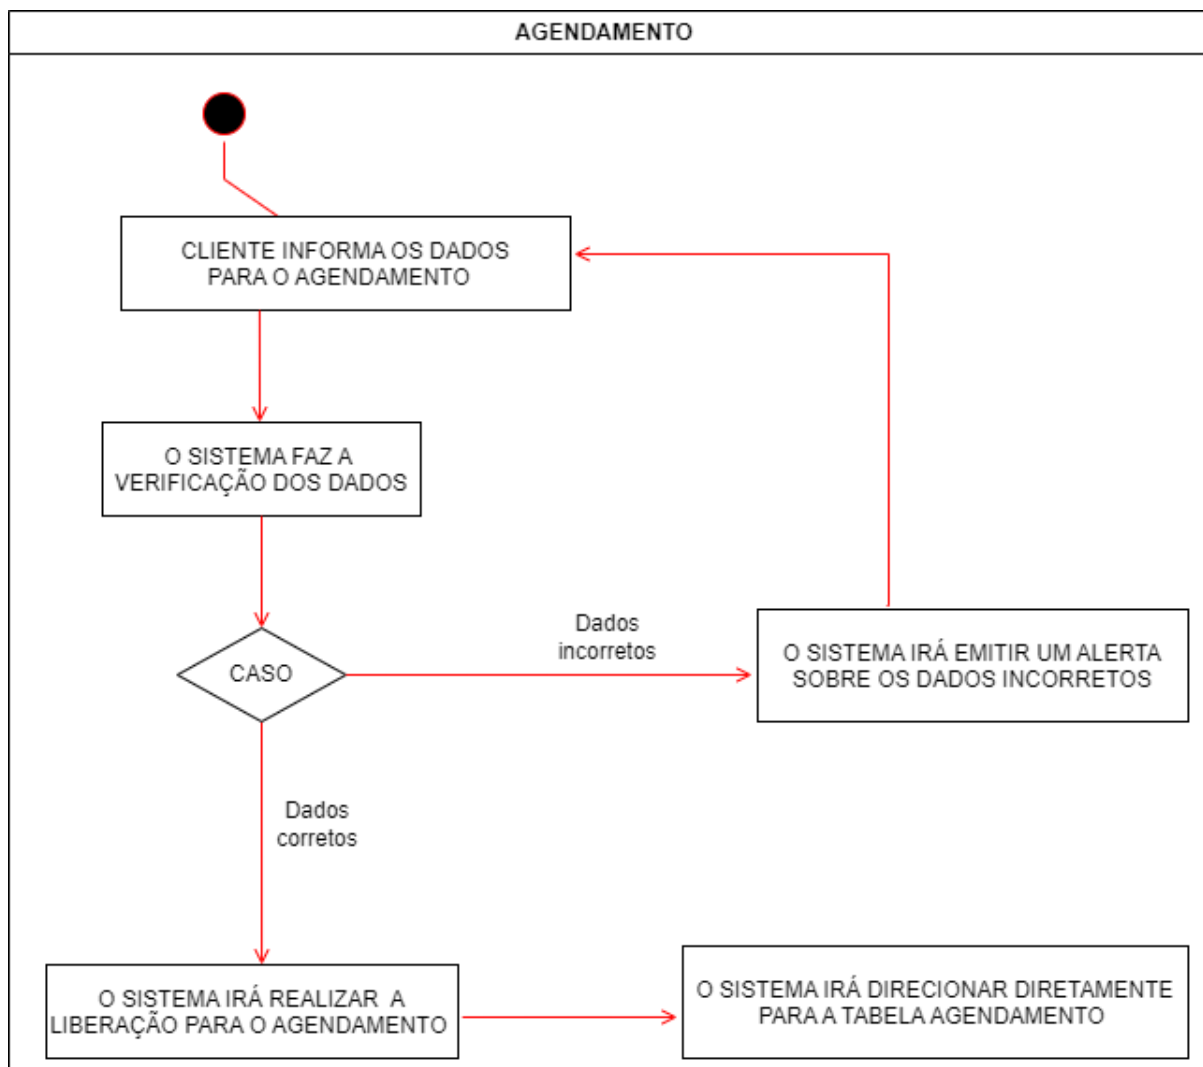 AGENDAMENTO
CLIENTE INFORMA OS DADOS
PARA O AGENDAMENTO
O SISTEMA FAZ A
VERIFICAÇÃO DOS DADOS
CASO
Dados
incorretos
O SISTEMA IRÁ EMITIR UM ALERTA
SOBRE OS DADOS INCORRETOS
Dados
corretos
O SISTEMA IRÁ REALIZAR A
LIBERAÇÃO PARA O AGENDAMENTO
O SISTEMA IRÁ DIRECIONAR DIRETAMENTE
PARA A TABELA AGENDAMENTO